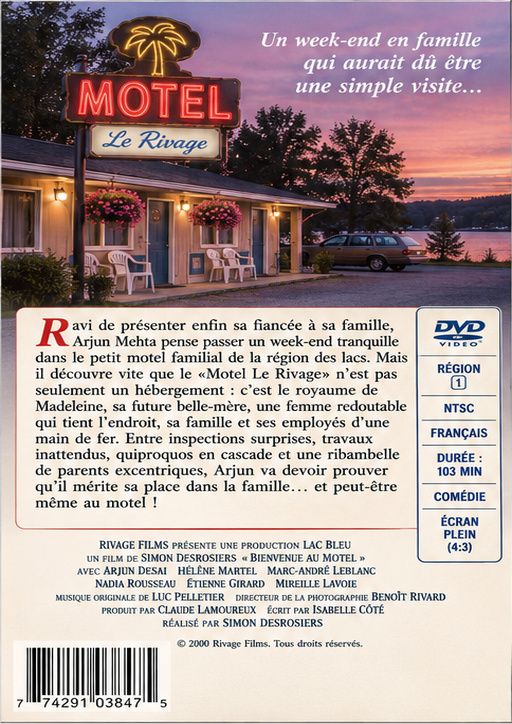 Un week-end en famille
qui aurait dû être
une simple visite…
MOTEL
Le Rivage
Ravi de présenter enfin sa fiancée à sa famille,
Arjun Mehta pense passer un week-end tranquille
dans le petit motel familial de la région des lacs. Mais
il découvre vite que le «Motel Le Rivage» n’est pas
seulement un hébergement : c’est le royaume de
Madeleine, sa future belle-mère, une femme redoutable
qui tient l’endroit, sa famille et ses employés d’une
main de fer. Entre inspections surprises, travaux
inattendus, quiproquos en cascade et une ribambelle
de parents excentriques, Arjun va devoir prouver
qu’il mérite sa place dans la famille… et peut-être
même au motel !
DVD
VIDEO™
RÉGION
1
NTSC
FRANÇAIS
DURÉE :
103 MIN
COMÉDIE
ÉCRAN
PLEIN
(4:3)
RIVAGE FILMS PRÉSENTE UNE PRODUCTION LAC BLEU
UN FILM DE SIMON DESROSIERS « BIENVENUE AU MOTEL »
AVEC ARJUN DESAI HÉLÈNE MARTEL MARC-ANDRÉ LEBLANC
NADIA ROUSSEAU ÉTIENNE GIRARD MIREILLE LAVOIE
MUSIQUE ORIGINALE DE LUC PELLETIER DIRECTEUR DE LA PHOTOGRAPHIE BENOÎT RIVARD
PRODUIT PAR CLAUDE LAMOUREUX ÉCRIT PAR ISABELLE CÔTÉ
RÉALISÉ PAR SIMON DESROSIERS
© 2000 Rivage Films. Tous droits réservés.
7 74291 03847 5